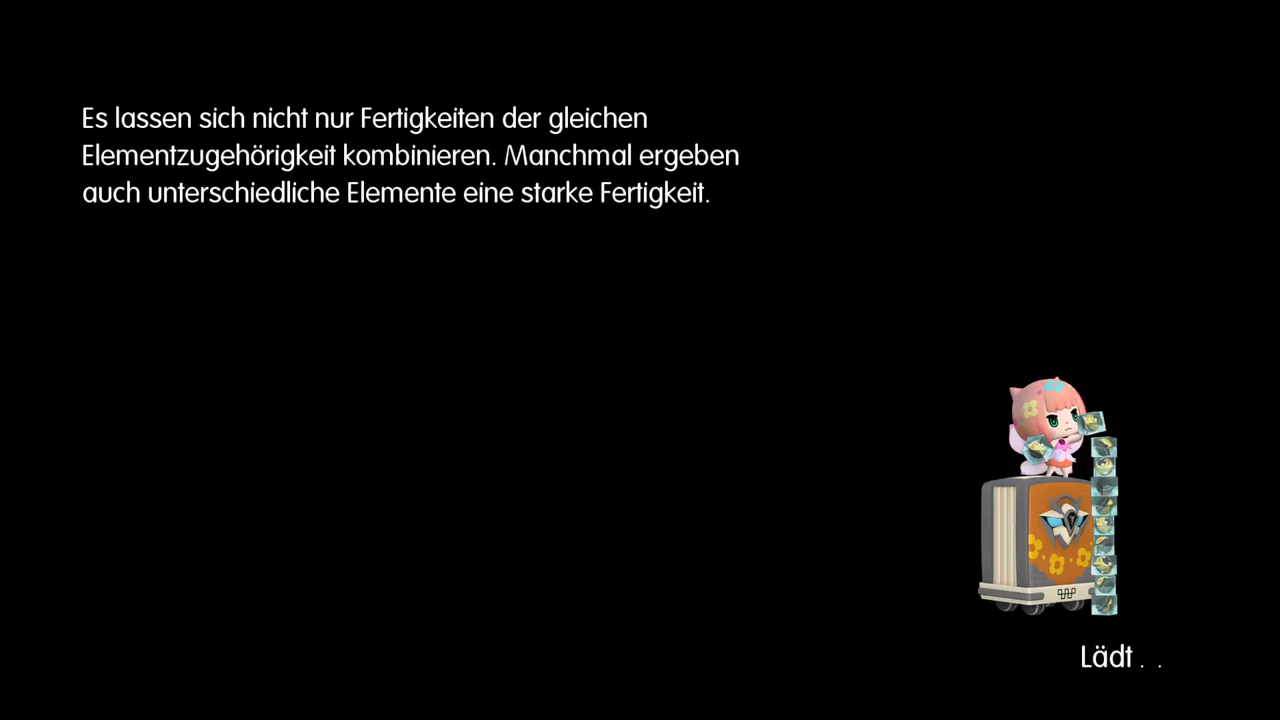 Es lassen sich nicht nur Fertigkeiten der gleichen
Elementzugehörigkeit kombinieren. Manchmal ergeben
auch unterschiedliche Elemente eine starke Fertigkeit.
Lädt . .